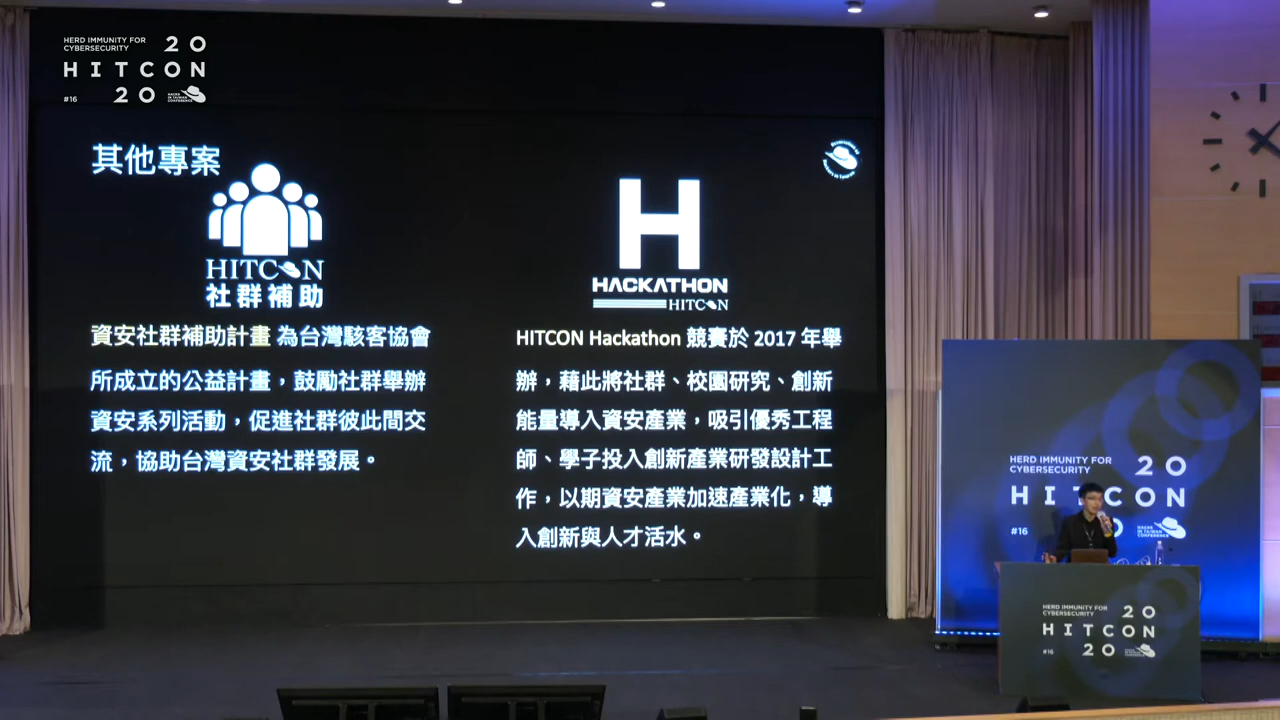 HERD IMMUNITY FOR
CYBERSECURITY
20
HITCON
#16
20
HACKS
IN TAIWAN
CONFERENCE
其他專案
HITCON
社群補助
資安社群補助計畫 為台灣駭客協會
所成立的公益計畫，鼓勵社群舉辦
資安系列活動，促進社群彼此間交
流，協助台灣資安社群發展。
H
HACKATHON
HITCON
HITCON Hackathon 競賽於 2017 年舉
辦，藉此將社群、校園研究、創新
能量導入資安產業，吸引優秀工程
師、學子投入創新產業研發設計工
作，以期資安產業加速產業化，導
入創新與人才活水。
HERD IMMUNITY FOR
CYBERSECURITY
20
HITCON
#16
HACKS
IN TAIWAN
CONFERENCE
HERD IMMUNITY FOR
CYBERSECURITY
20
HITCON
#16
20